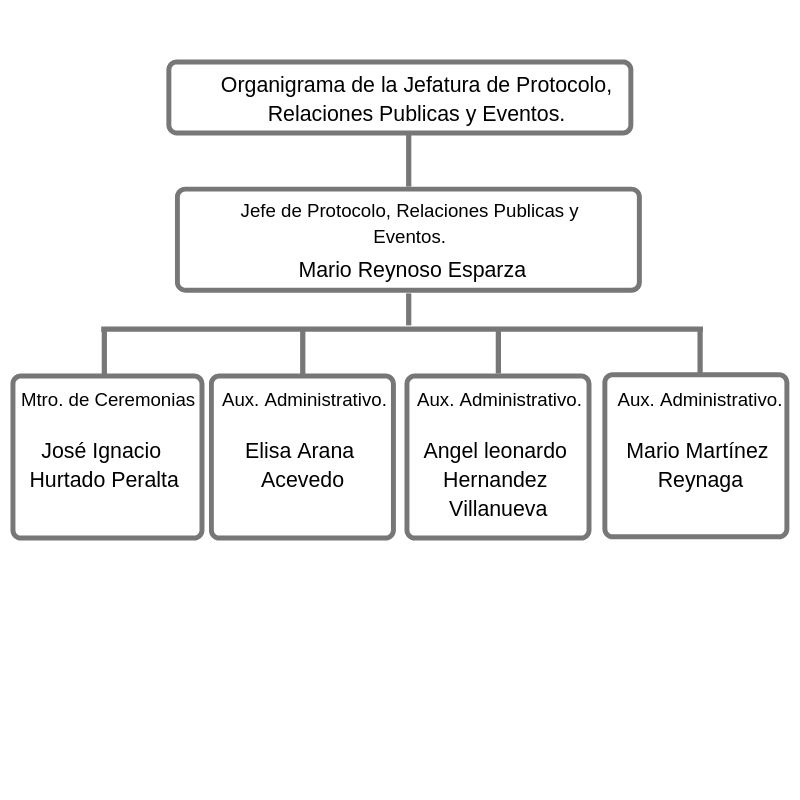 Organigrama de la Jefatura de Protocolo,
Relaciones Publicas y Eventos.
Jefe de Protocolo, Relaciones Publicas y
Eventos.
Mario Reynoso Esparza
Mtro. de Ceremonias
José Ignacio
Hurtado Peralta
Aux. Administrativo.
Elisa Arana
Acevedo
Aux. Administrativo.
Angel leonardo
Hernandez
Villanueva
Aux. Administrativo.
Mario Martínez
Reynaga